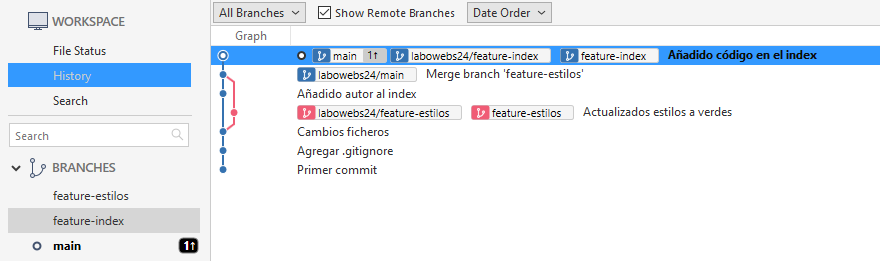 WORKSPACE
File Status
History
Search
Search
BRANCHES
feature-estilos
feature-index
main 1↑
All Branches Show Remote Branches Date Order
Graph
main 1↑ labowebs24/feature-index feature-index Añadido código en el index
labowebs24/main Merge branch 'feature-estilos'
Añadido autor al index
labowebs24/feature-estilos feature-estilos Actualizados estilos a verdes
Cambios ficheros
Agregar .gitignore
Primer commit